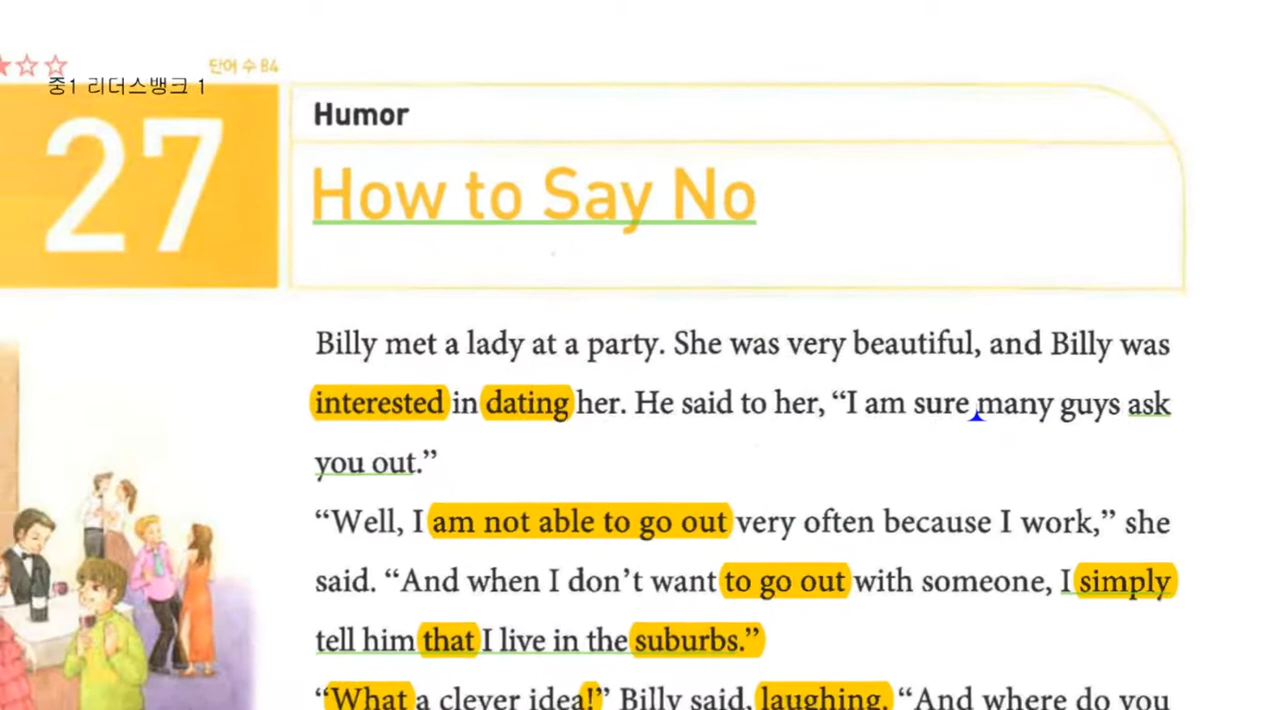 단어 수 84
중1 리더스뱅크 1
27
Humor
How to Say No
Billy met a lady at a party. She was very beautiful, and Billy was
interested in dating her. He said to her, “I am sure many guys ask
you out.”
“Well, I am not able to go out very often because I work,” she
said. “And when I don’t want to go out with someone, I simply
tell him that I live in the suburbs.”
“What a clever idea!” Billy said, laughing. “And where do you